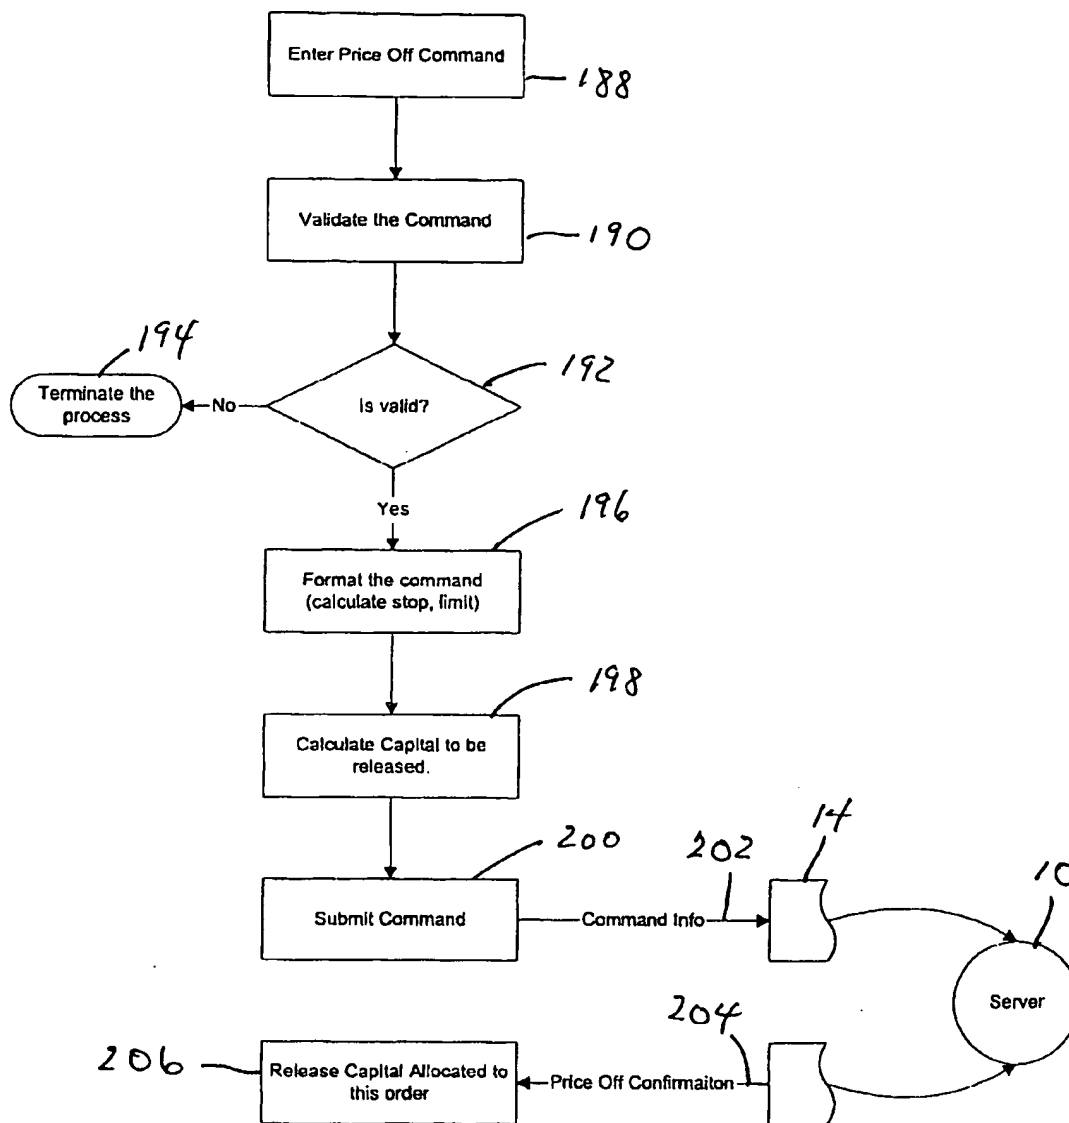 Enter Price Off Command
188
Validate the Command
190
194
192
Terminate the
process
No
Is valid?
Yes
196
Format the command
(calculate stop, limit)
198
Calculate Capital to be
released.
200
202
14
10
Submit Command
Command Info
Server
204
206
Release Capital Allocated to
this order
Price Off Confirmaiton